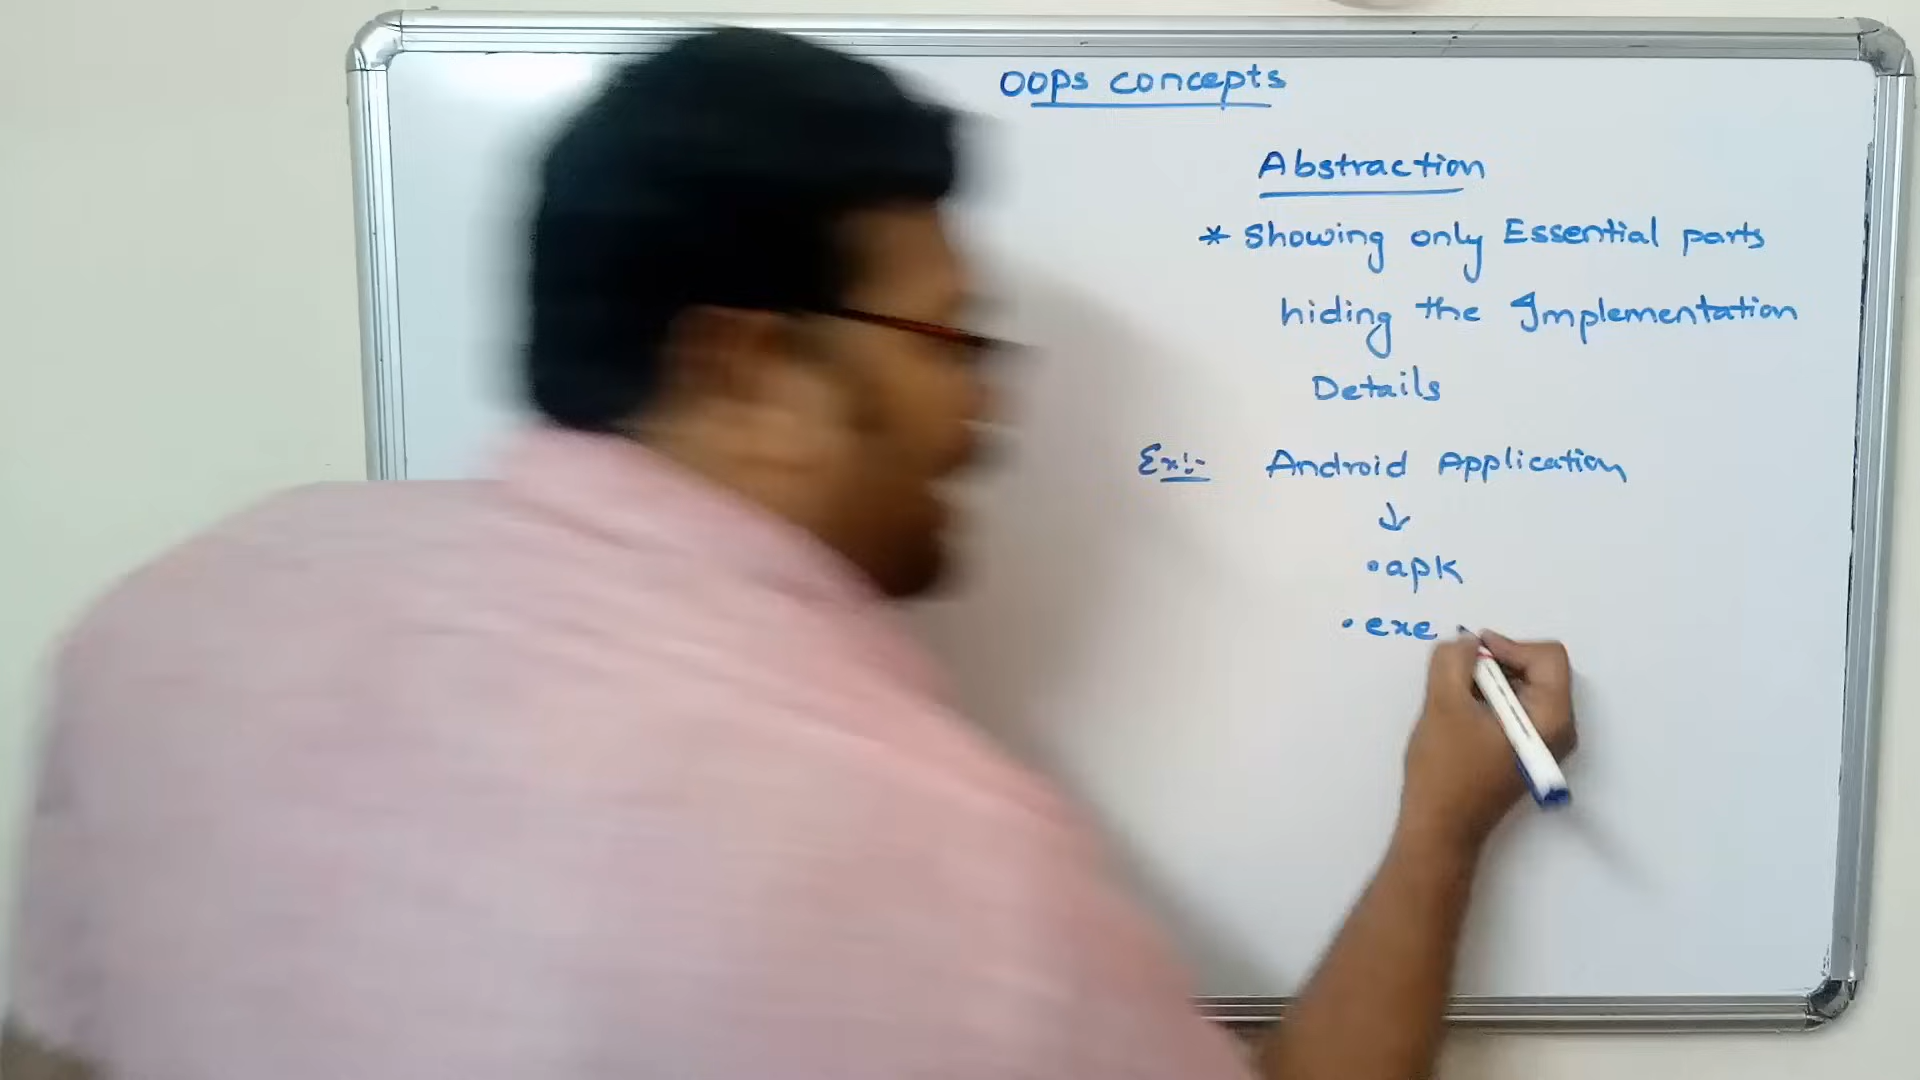 OOPS concepts
Abstraction
* Showing only Essential parts
hiding the Implementation
Details
Ex:- Android Application
↓
.apk
.exe